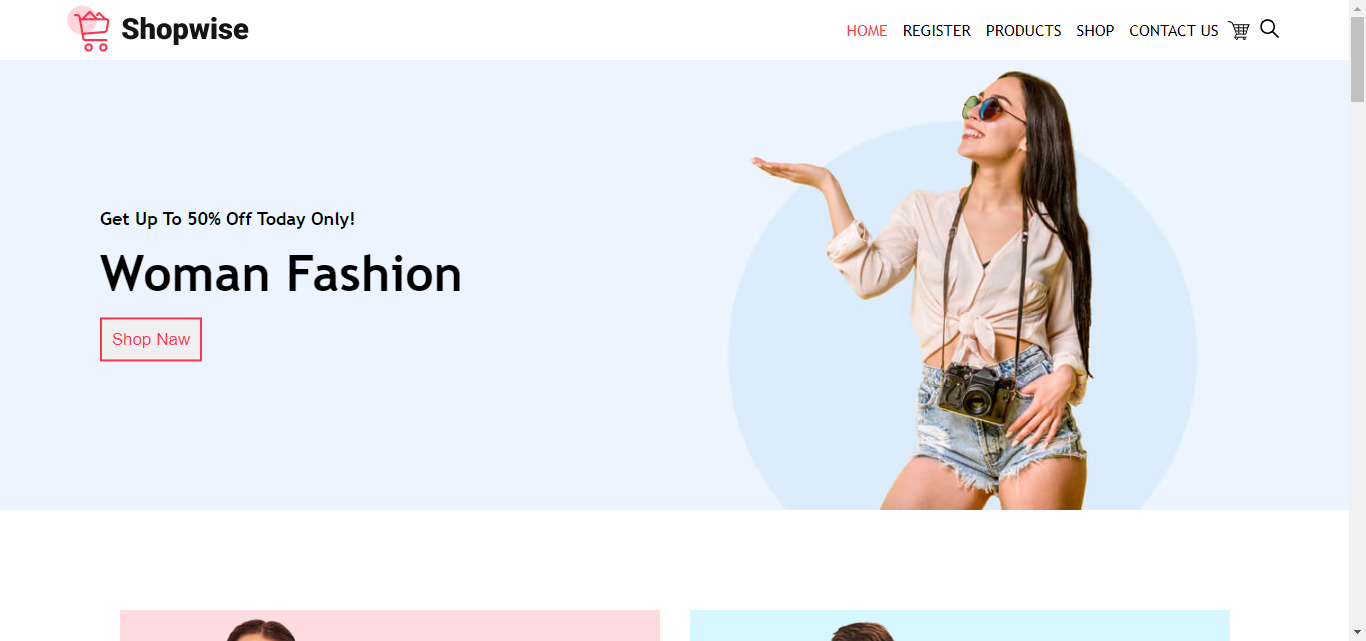 Shopwise
HOME REGISTER PRODUCTS SHOP CONTACT US
Get Up To 50% Off Today Only!
Woman Fashion
Shop Naw